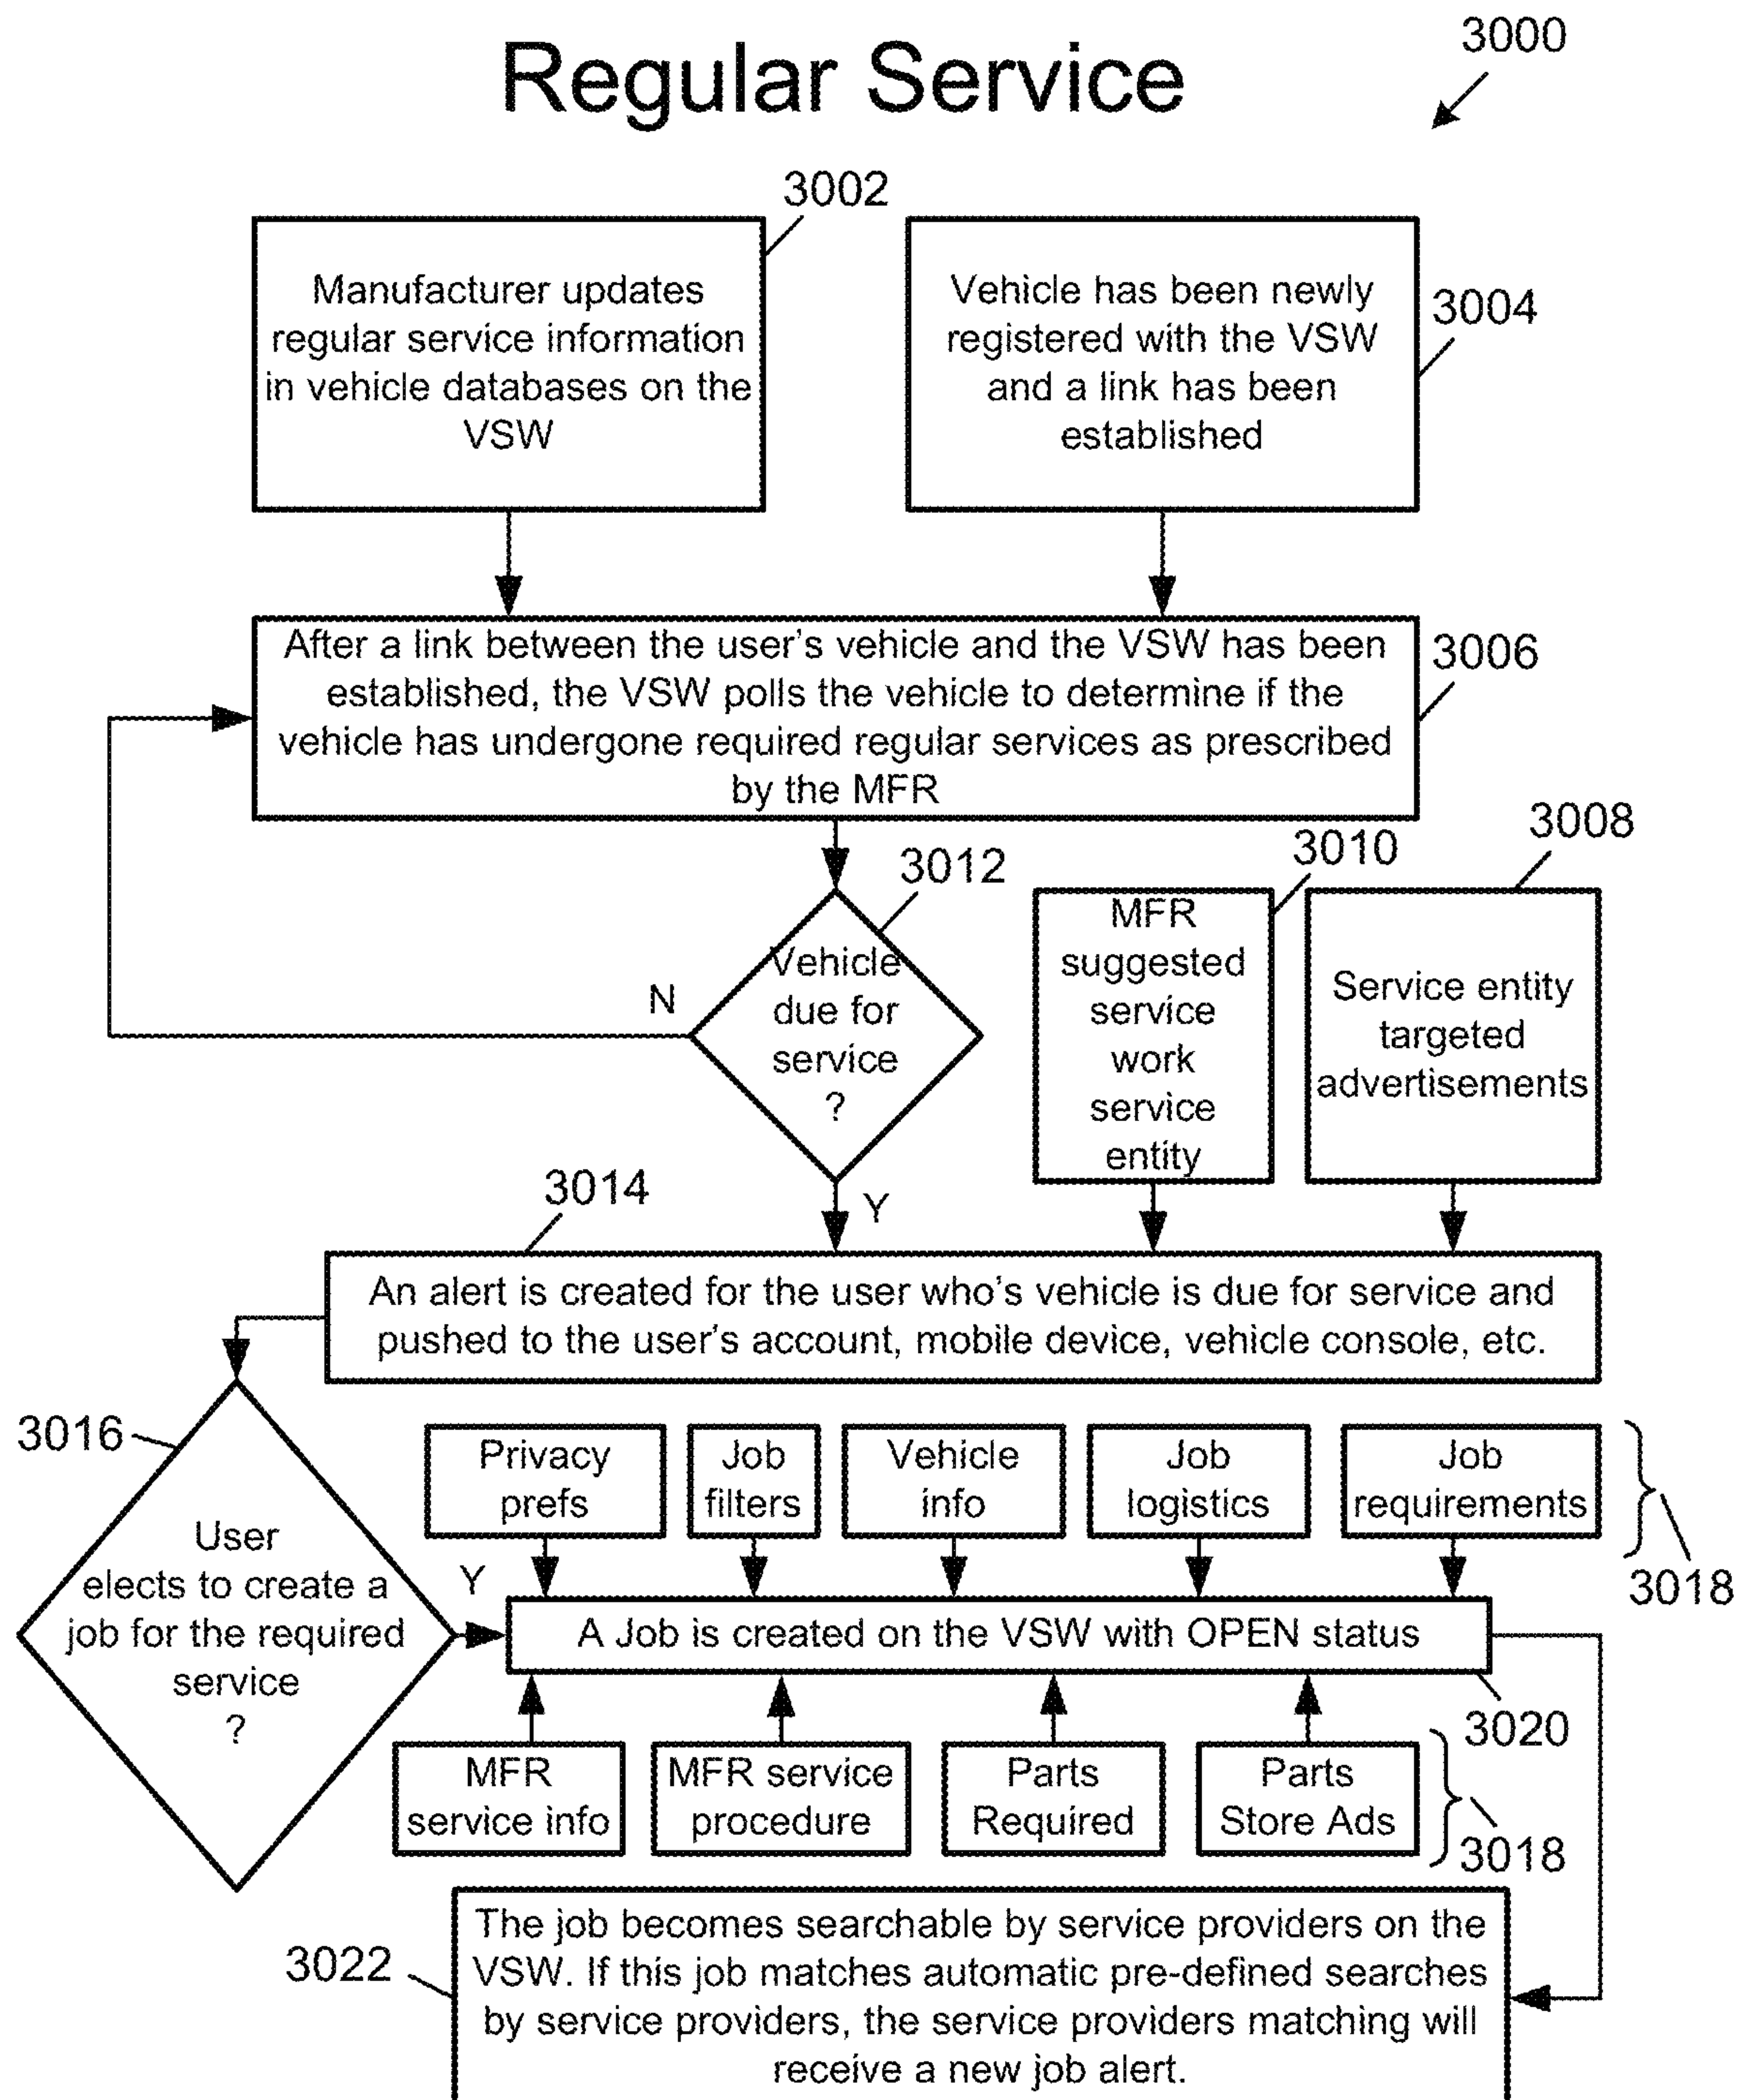 Regular Service
3000
3002
Manufacturer updates
regular service information
in vehicle databases on the
VSW
Vehicle has been newly
registered with the VSW
and a link has been
established
3004
After a link between the user's vehicle and the VSW has been
established, the VSW polls the vehicle to determine if the
vehicle has undergone required regular services as prescribed
by the MFR
3006
3012
3010
3008
Vehicle
due for
service
?
N
Y
MFR
suggested
service
work
service
entity
Service entity
targeted
advertisements
3014
An alert is created for the user who's vehicle is due for service and
pushed to the user's account, mobile device, vehicle console, etc.
3016
User
elects to create a
job for the required
service
?
Y
Privacy
prefs
Job
filters
Vehicle
info
Job
logistics
Job
requirements
3018
A Job is created on the VSW with OPEN status
3020
MFR
service info
MFR service
procedure
Parts
Required
Parts
Store Ads
3018
3022
The job becomes searchable by service providers on the
VSW. If this job matches automatic pre-defined searches
by service providers, the service providers matching will
receive a new job alert.